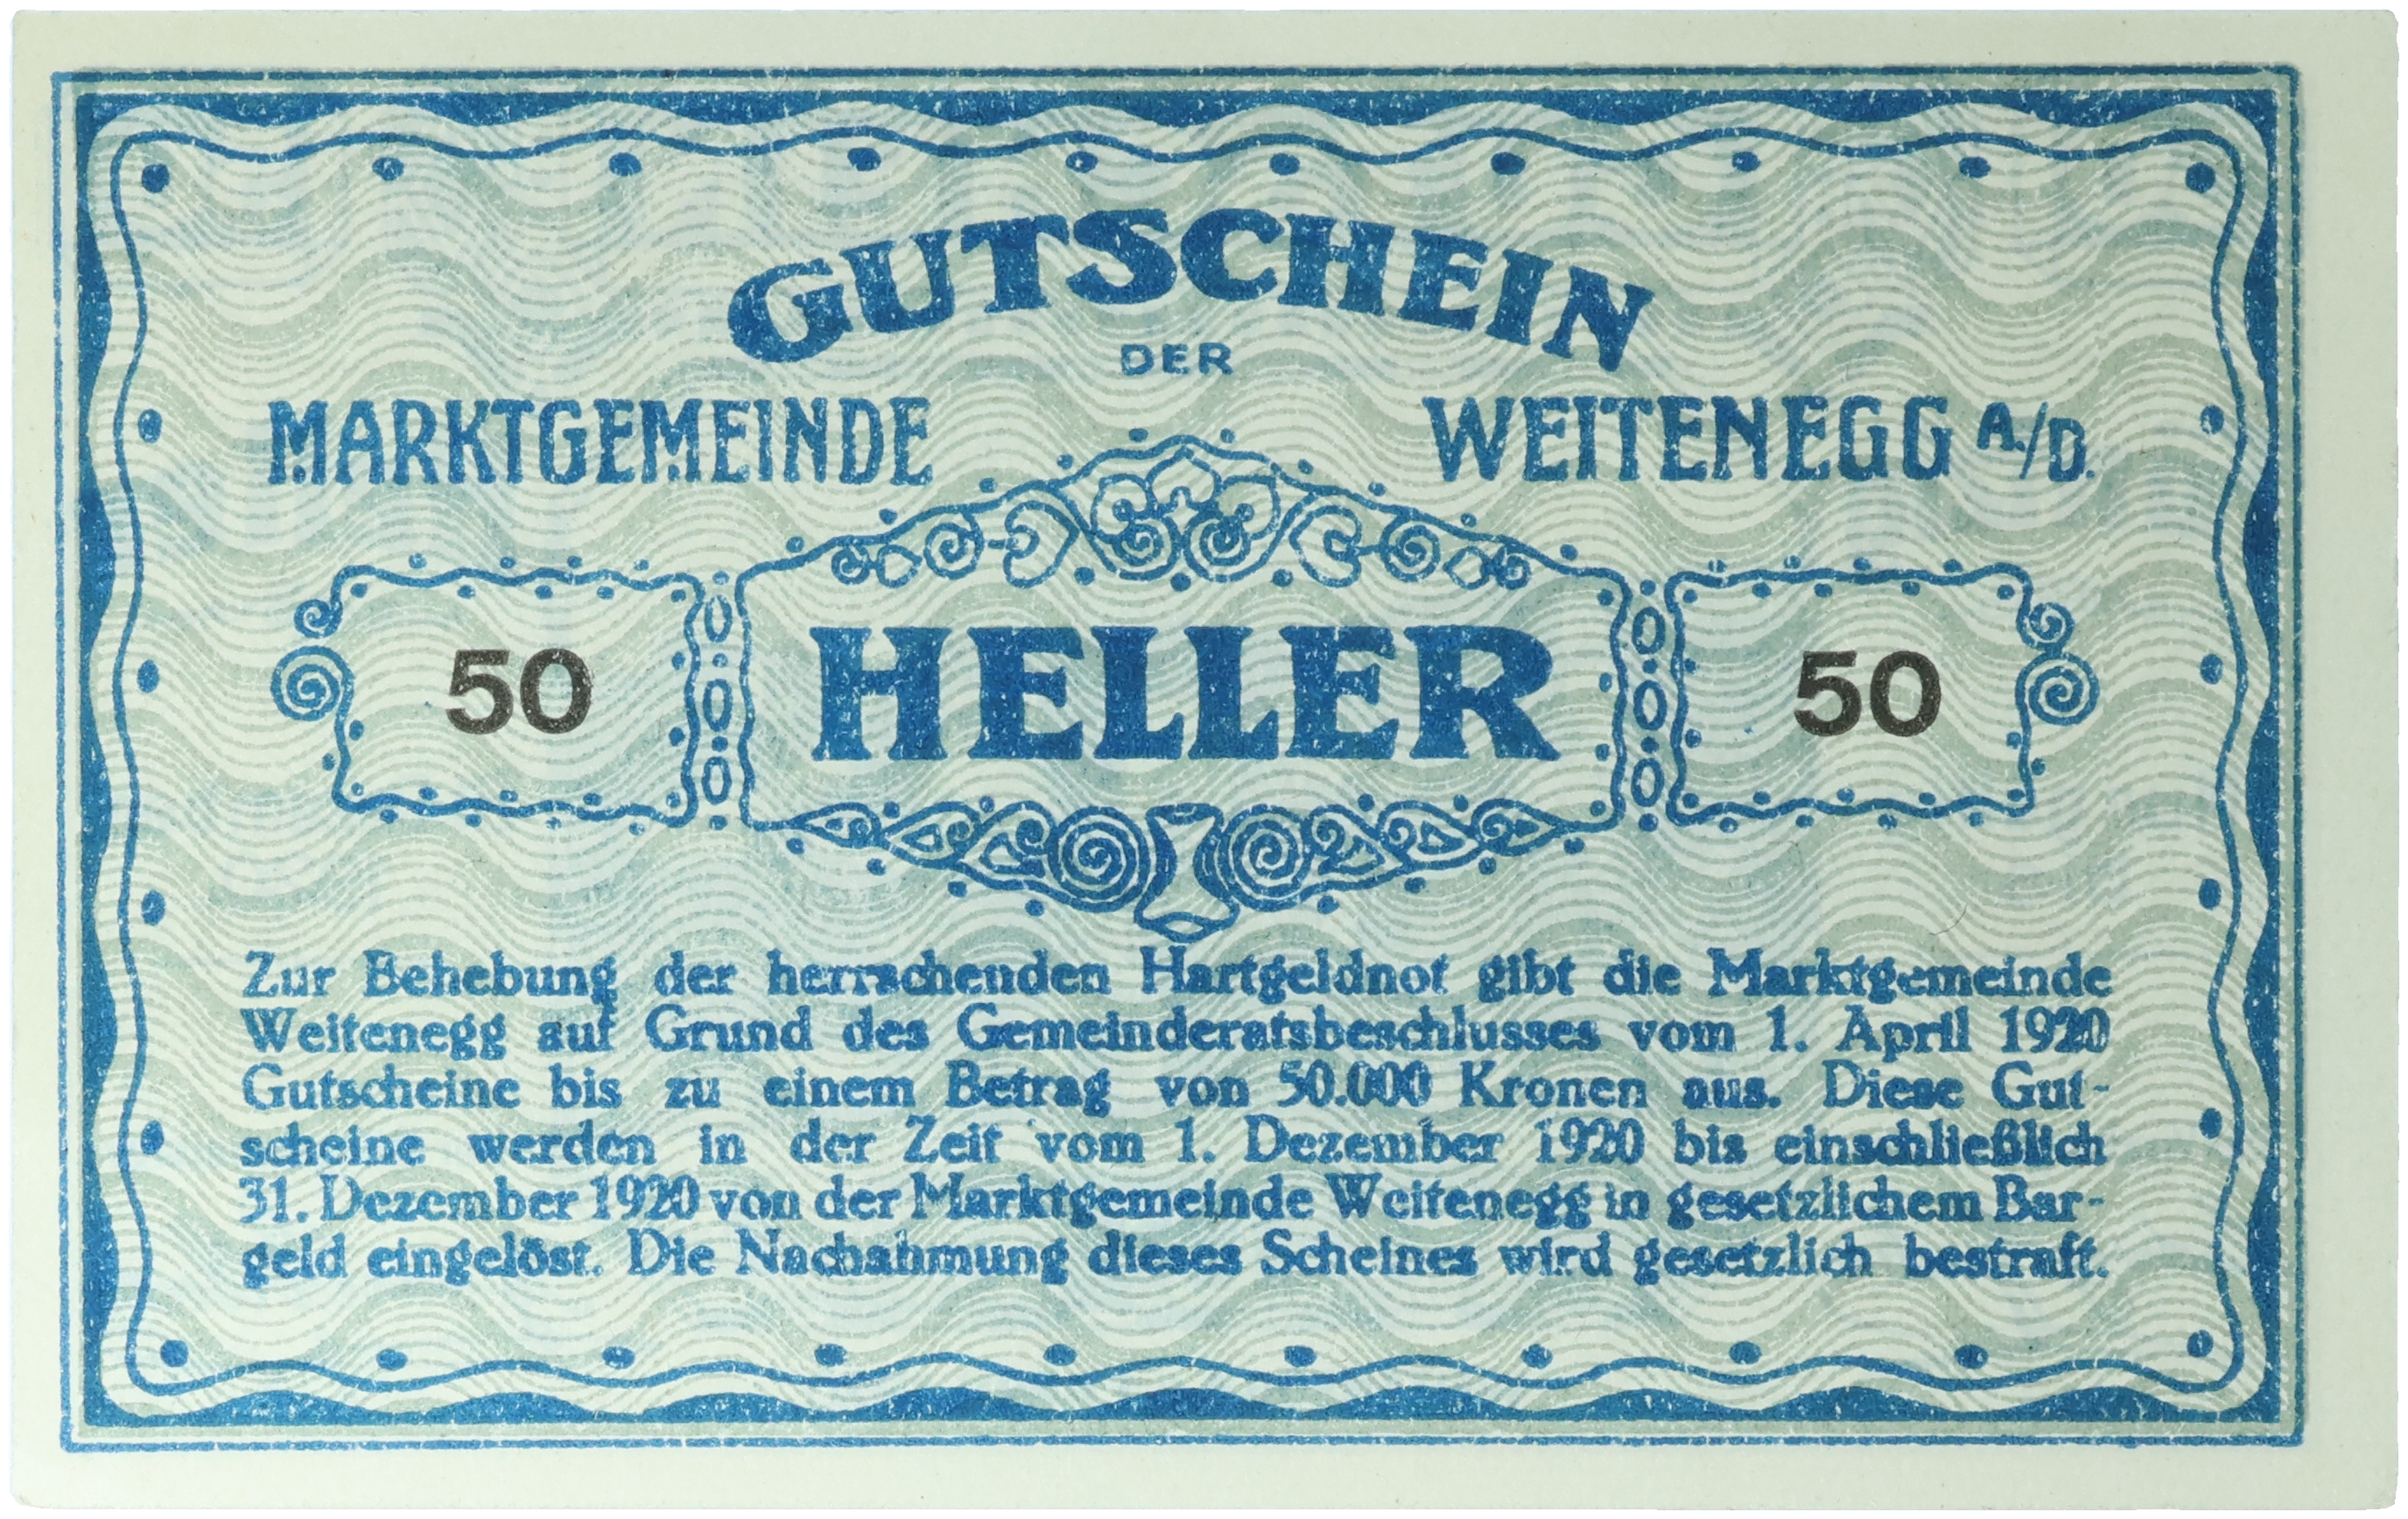 GUTSCHEIN
DER
MARKTGEMEINDE WEITENEGG A./D.
50 HELLER 50
Zur Behebung der herrschenden Hartgeldnot gibt die Marktgemeinde
Weitenegg auf Grund des Gemeinderatsbeschlusses vom 1. April 1920
Gutscheine bis zu einem Betrag von 50.000 Kronen aus. Diese Gut-
scheine werden in der Zeit vom 1. Dezember 1920 bis einschließlich
31. Dezember 1920 von der Marktgemeinde Weitenegg in gesetzlichem Bar-
geld eingelöst. Die Nachahmung dieses Scheines wird gesetzlich bestraft.